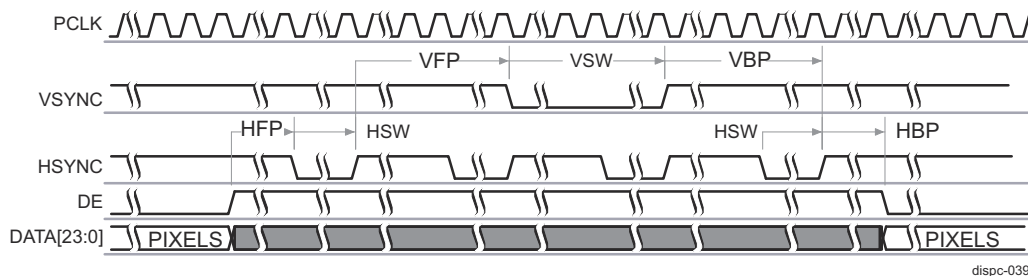 PCLK
VFP VSW VBP
VSYNC
HFP HSW HSW HBP
HSYNC
DE
DATA[23:0] PIXELS PIXELS
dispc-039